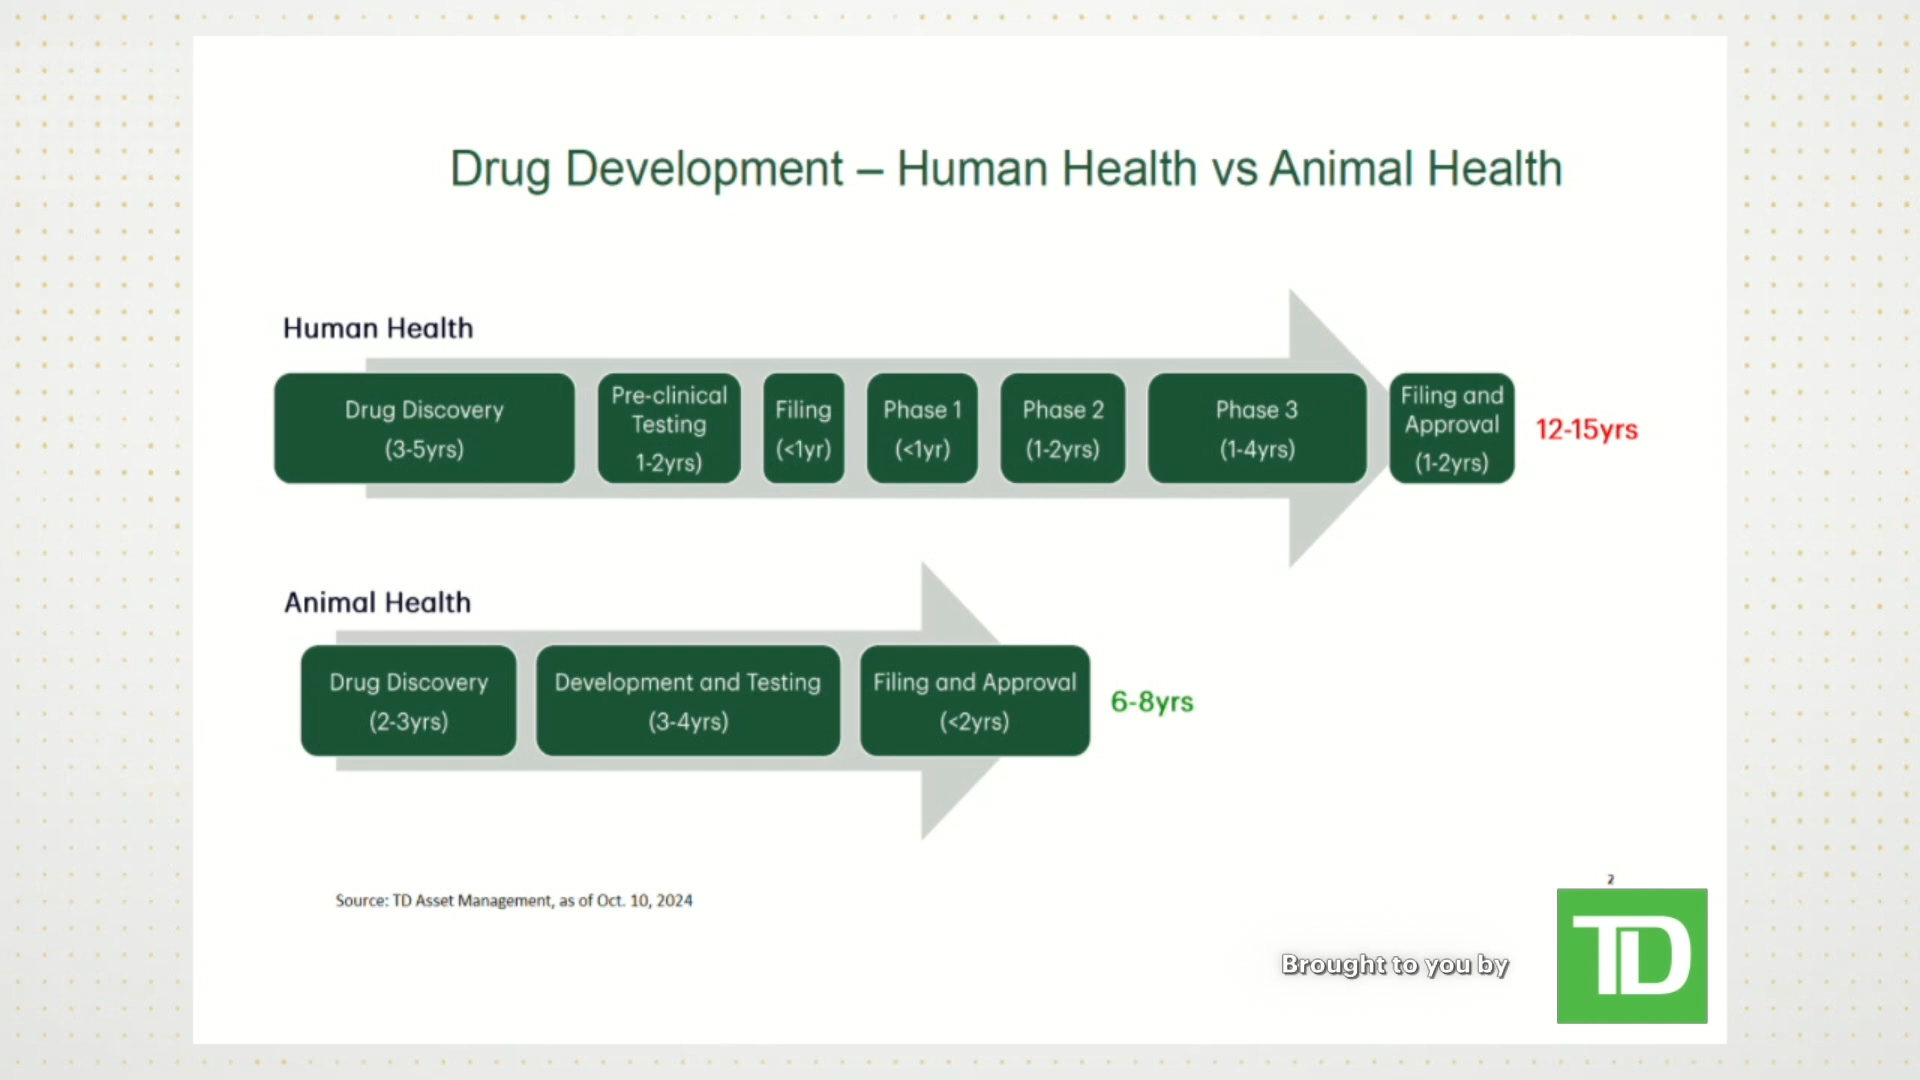 Drug Development – Human Health vs Animal Health
Human Health
Drug Discovery
(3-5yrs)
Pre-clinical
Testing
1-2yrs)
Filing
(<1yr)
Phase 1
(<1yr)
Phase 2
(1-2yrs)
Phase 3
(1-4yrs)
Filing and
Approval
(1-2yrs)
12-15yrs
Animal Health
Drug Discovery
(2-3yrs)
Development and Testing
(3-4yrs)
Filing and Approval
(<2yrs)
6-8yrs
Source: TD Asset Management, as of Oct. 10, 2024
2
Brought to you by
TD